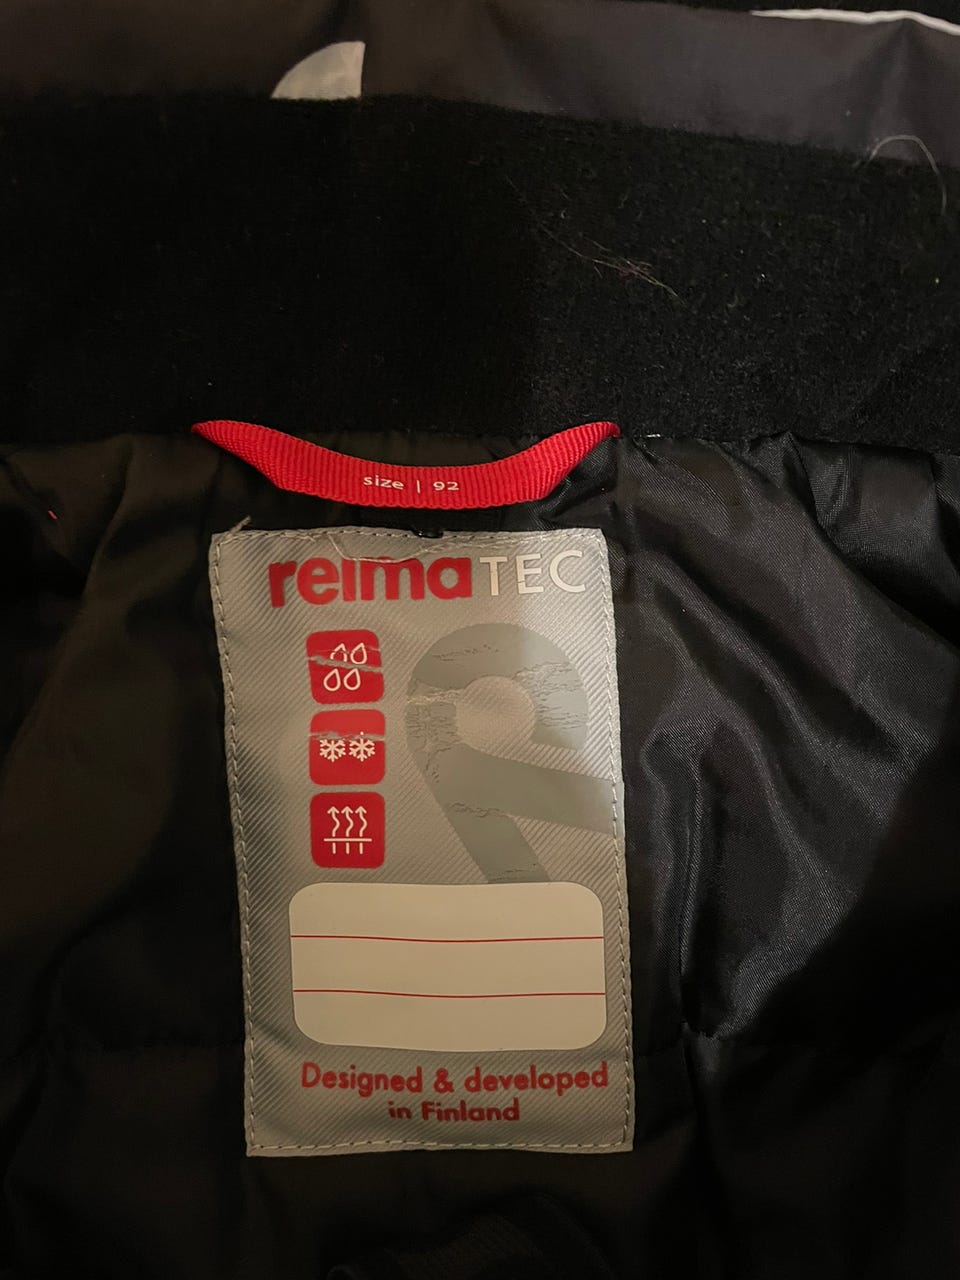 size | 92
reima TEC
Designed & developed
in Finland